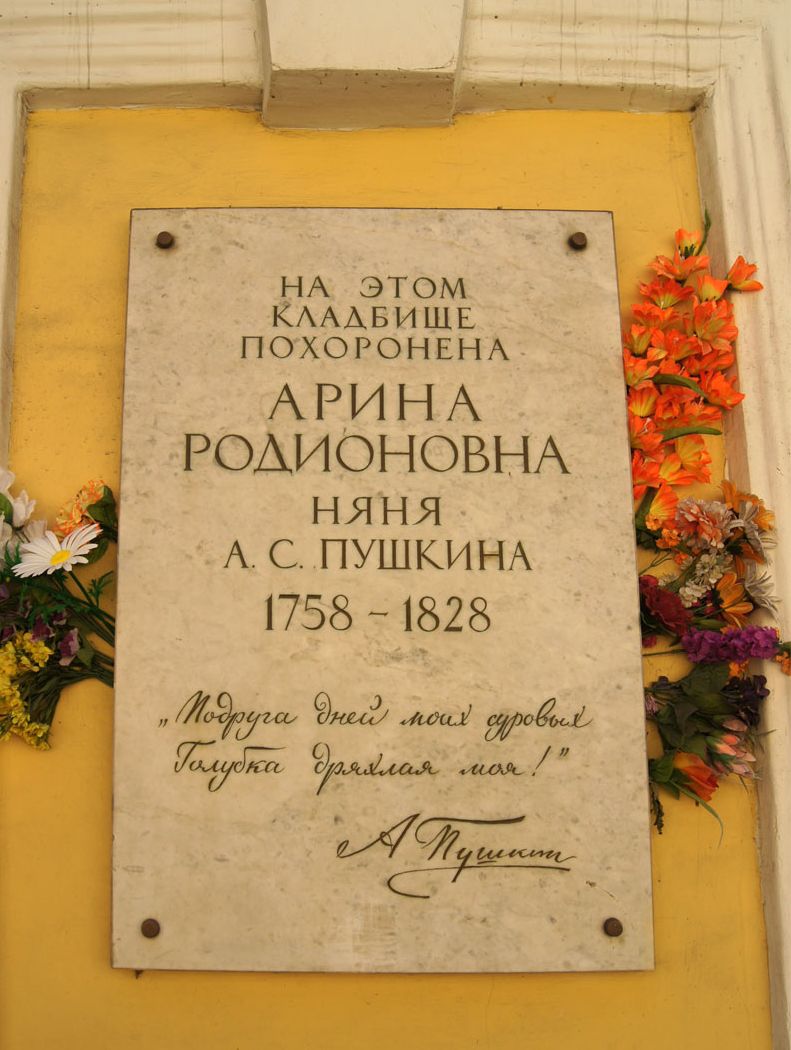 НА ЭТОМ
КЛАДБИЩЕ
ПОХОРОНЕНА
АРИНА
РОДИОНОВНА
НЯНЯ
А. С. ПУШКИНА
1758 – 1828
„Подруга дней моих суровых
Голубка дряхлая моя!”
А Пушкин